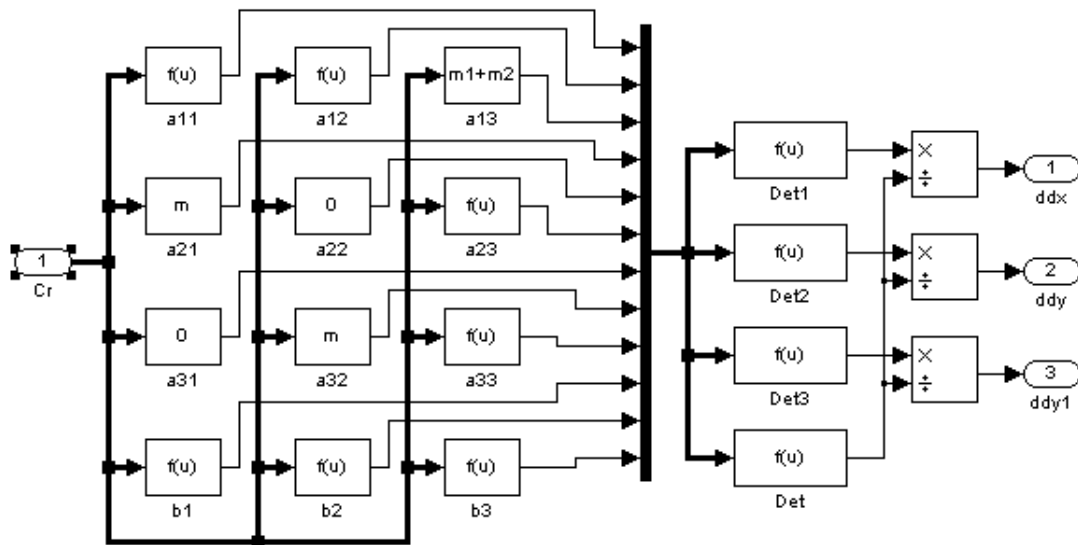 f(u)
f(u)
m1+m2
a11
a12
a13
f(u)
×
÷
1
ddx
Det1
m
0
f(u)
a21
a22
a23
1
Cr
f(u)
×
÷
2
ddy
Det2
0
m
f(u)
a31
a32
a33
f(u)
×
÷
3
ddy1
Det3
f(u)
f(u)
f(u)
b1
b2
b3
f(u)
Det